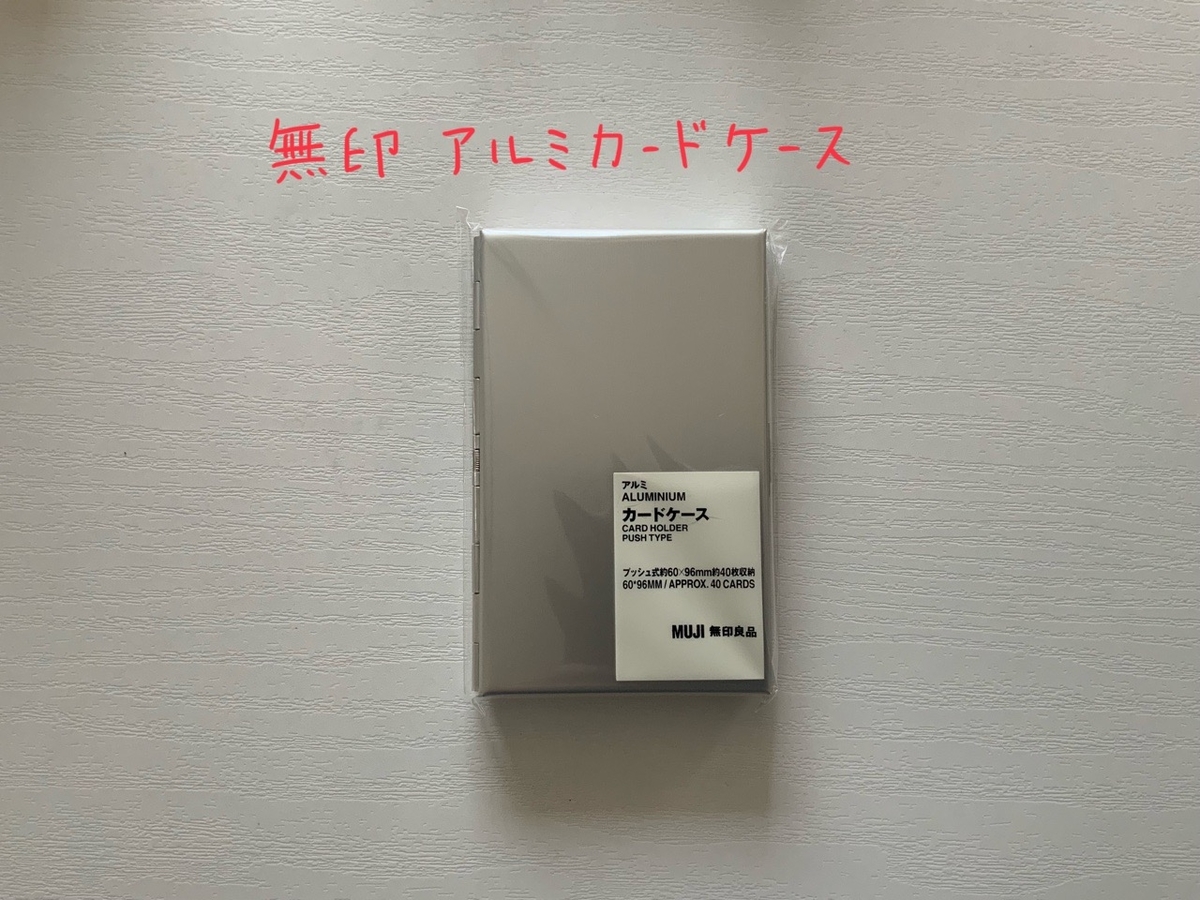 無印 アルミカードケース
アルミ
ALUMINIUM
カードケース
CARD HOLDER
PUSH TYPE
プッシュ式約60×96mm約40枚収納
60*96MM / APPROX. 40 CARDS
MUJI 無印良品